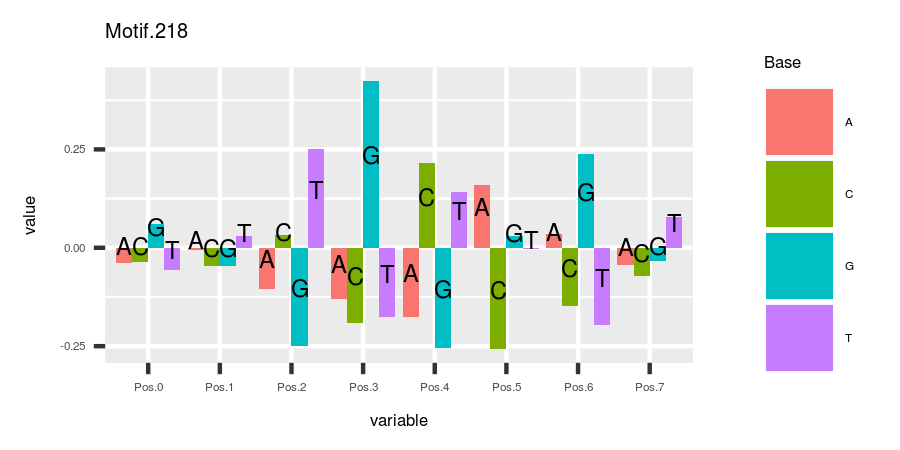 Motif.218
Base
A
C
G
T
value
0.25
0.00
-0.25
A C G T A C G T A C G T A C G T A C G T A C G T A C G T A C G T
Pos.0 Pos.1 Pos.2 Pos.3 Pos.4 Pos.5 Pos.6 Pos.7
variable